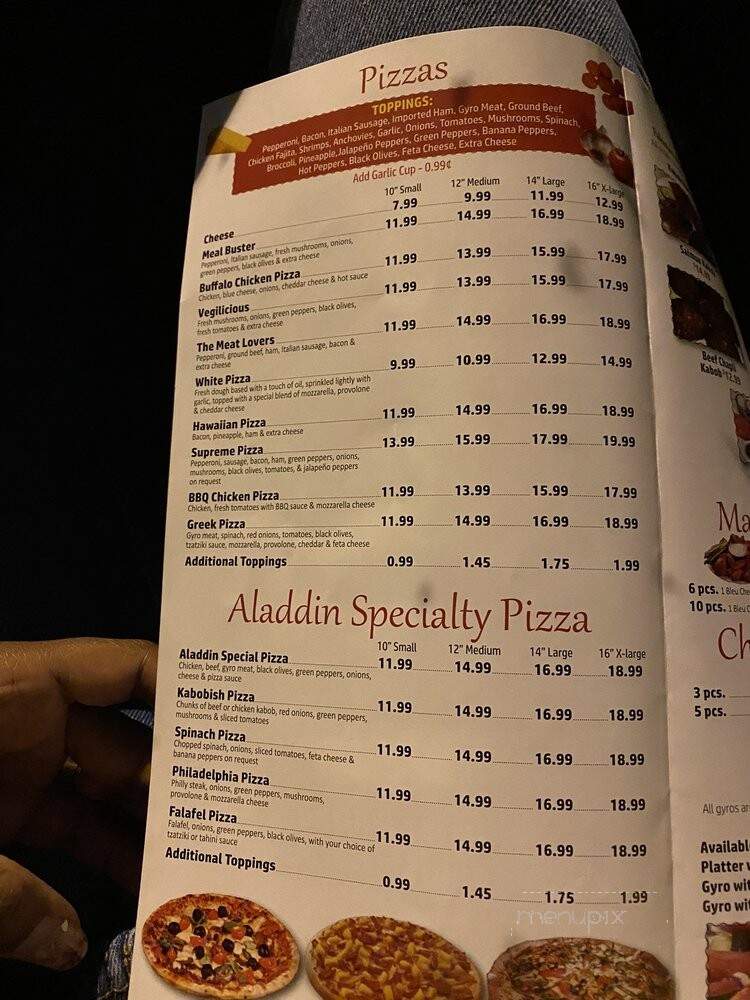 Pizzas
TOPPINGS:
Pepperoni, Bacon, Italian Sausage, Imported Ham, Gyro Meat, Ground Beef,
Chicken Fajita, Shrimps, Anchovies, Garlic, Onions, Tomatoes, Mushrooms, Spinach,
Broccoli, Pineapple, Jalapeño Peppers, Green Peppers, Banana Peppers,
Hot Peppers, Black Olives, Feta Cheese, Extra Cheese
Add Garlic Cup - 0.99¢
10" Small 12" Medium 14" Large 16" X-Large
Cheese 7.99 9.99 11.99 12.99
Meal Buster 11.99 14.99 16.99 18.99
Pepperoni, Italian sausage, fresh mushrooms, onions,
green peppers, black olives & extra cheese
Buffalo Chicken Pizza 11.99 13.99 15.99 17.99
Chicken, blue cheese, onions, cheddar cheese & hot sauce
Vegilicious 11.99 13.99 15.99 17.99
Fresh mushrooms, onions, green peppers, black olives,
fresh tomatoes & extra cheese
The Meat Lovers 11.99 14.99 16.99 18.99
Pepperoni, ground beef, ham, Italian sausage, bacon &
extra cheese
White Pizza 9.99 10.99 12.99 14.99
Fresh dough based with a touch of oil, sprinkled lightly with
garlic, topped with a special blend of mozzarella, provolone
& cheddar cheese
Hawaiian Pizza 11.99 14.99 16.99 18.99
Bacon, pineapple, ham & extra cheese
Supreme Pizza 13.99 15.99 17.99 19.99
Pepperoni, sausage, bacon, ham, green peppers, onions,
mushrooms, black olives, tomatoes, & jalapeño peppers
on request
BBQ Chicken Pizza 11.99 13.99 15.99 17.99
Chicken, fresh tomatoes with BBQ sauce & mozzarella cheese
Greek Pizza 11.99 14.99 16.99 18.99
Gyro meat, spinach, red onions, tomatoes, black olives,
tzatziki sauce, mozzarella, provolone, cheddar & feta cheese
Additional Toppings 0.99 1.45 1.75 1.99
Aladdin Specialty Pizza
10" Small 12" Medium 14" Large 16" X-large
Aladdin Special Pizza 11.99 14.99 16.99 18.99
Chicken, beef, gyro meat, black olives, green peppers, onions,
cheese & pizza sauce
Kabobish Pizza 11.99 14.99 16.99 18.99
Chunks of beef or chicken kabob, red onions, green peppers,
mushrooms & sliced tomatoes
Spinach Pizza 11.99 14.99 16.99 18.99
Chopped spinach, onions, sliced tomatoes, feta cheese &
banana peppers on request
Philadelphia Pizza 11.99 14.99 16.99 18.99
Philly steak, onions, green peppers, mushrooms,
provolone & mozzarella cheese
Falafel Pizza 11.99 14.99 16.99 18.99
Falafel, onions, green peppers, black olives, with your choice of
tzatziki or tahini sauce
Additional Toppings 0.99 1.45 1.75 1.99
menupix
Beef
Kabob
6 pcs. 1 Bleu
10 pcs. 1 Bleu
3 pcs.
5 pcs.
All gyros
Platter
Gyro
Gyro